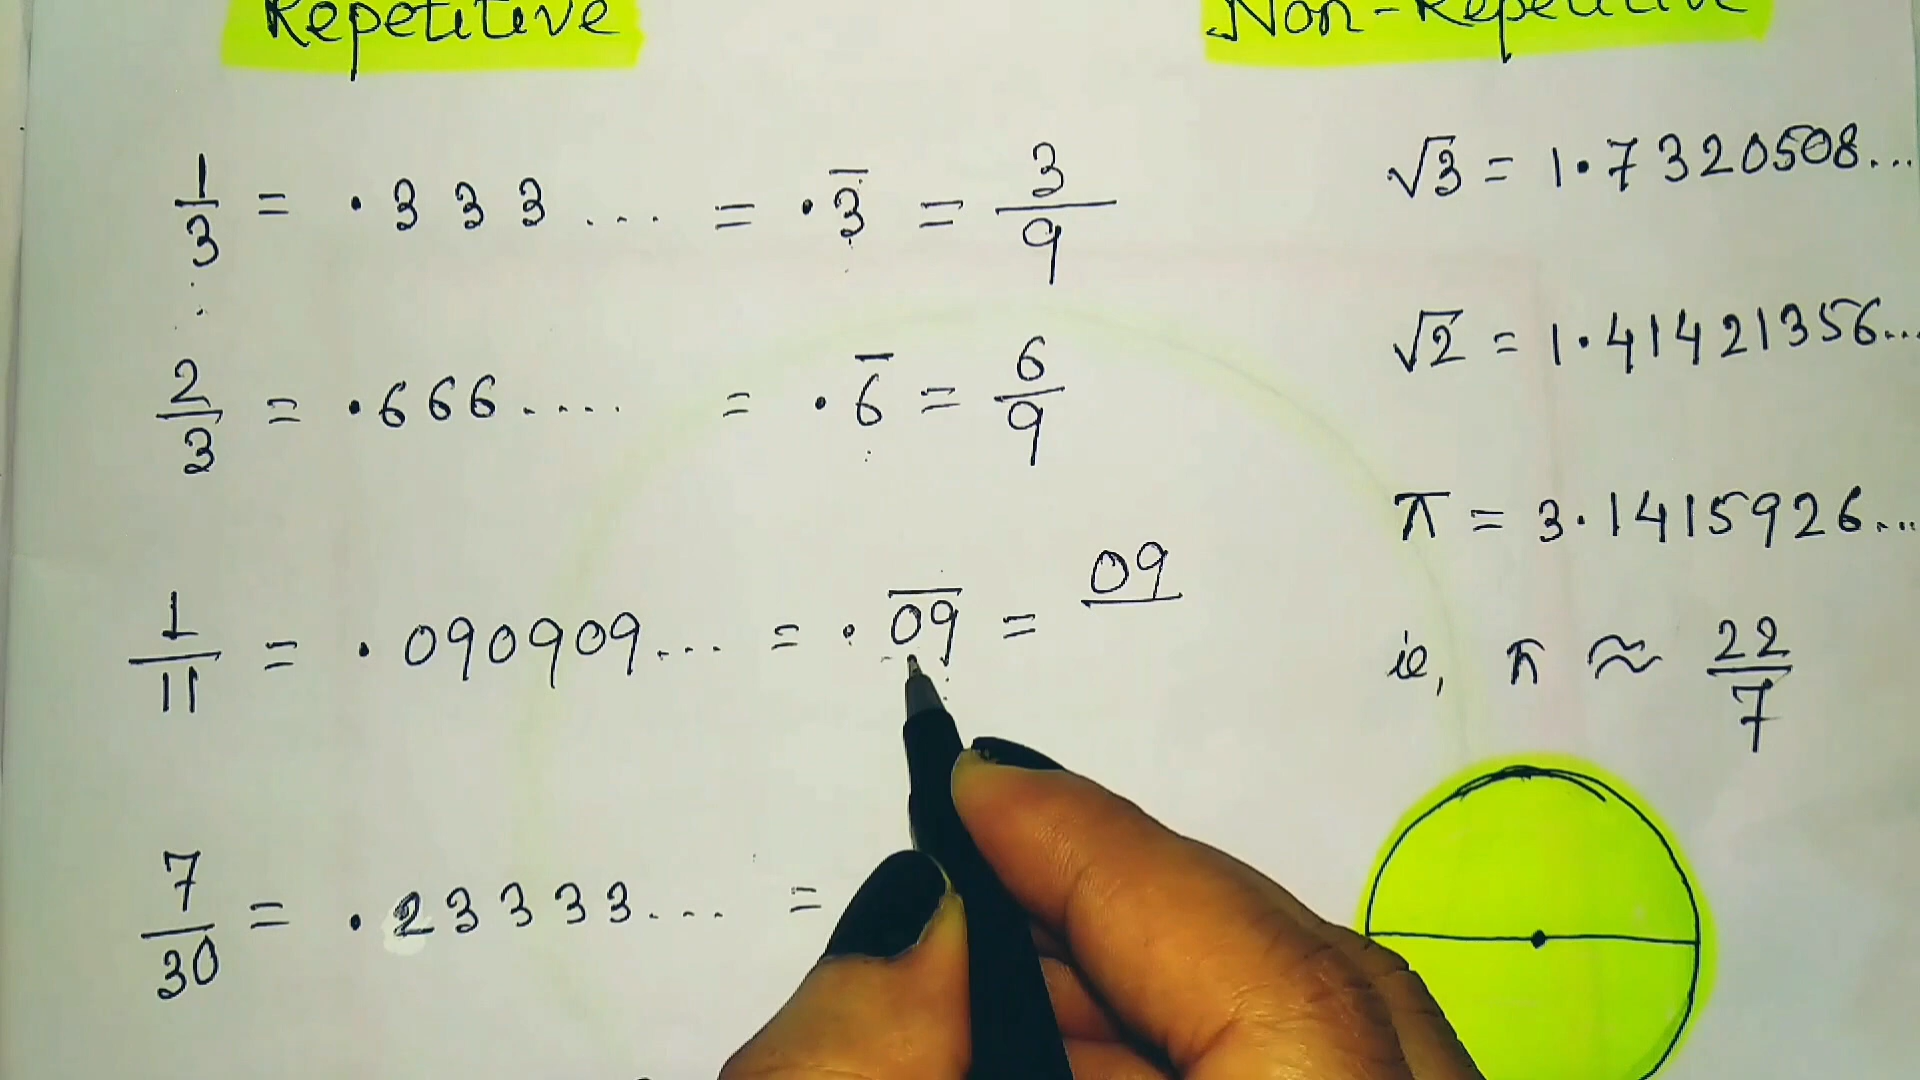 Repetitive
1/3 = .333... = .3̅ = 3/9
2/3 = .666.... = .6̅ = 6/9
1/11 = .090909... = .0̅9̅ = 09/
7/30 = .23333... =
Non-Repetitive
√3 = 1.7320508...
√2 = 1.41421356...
π = 3.1415926...
ie, π ≈ 22/7